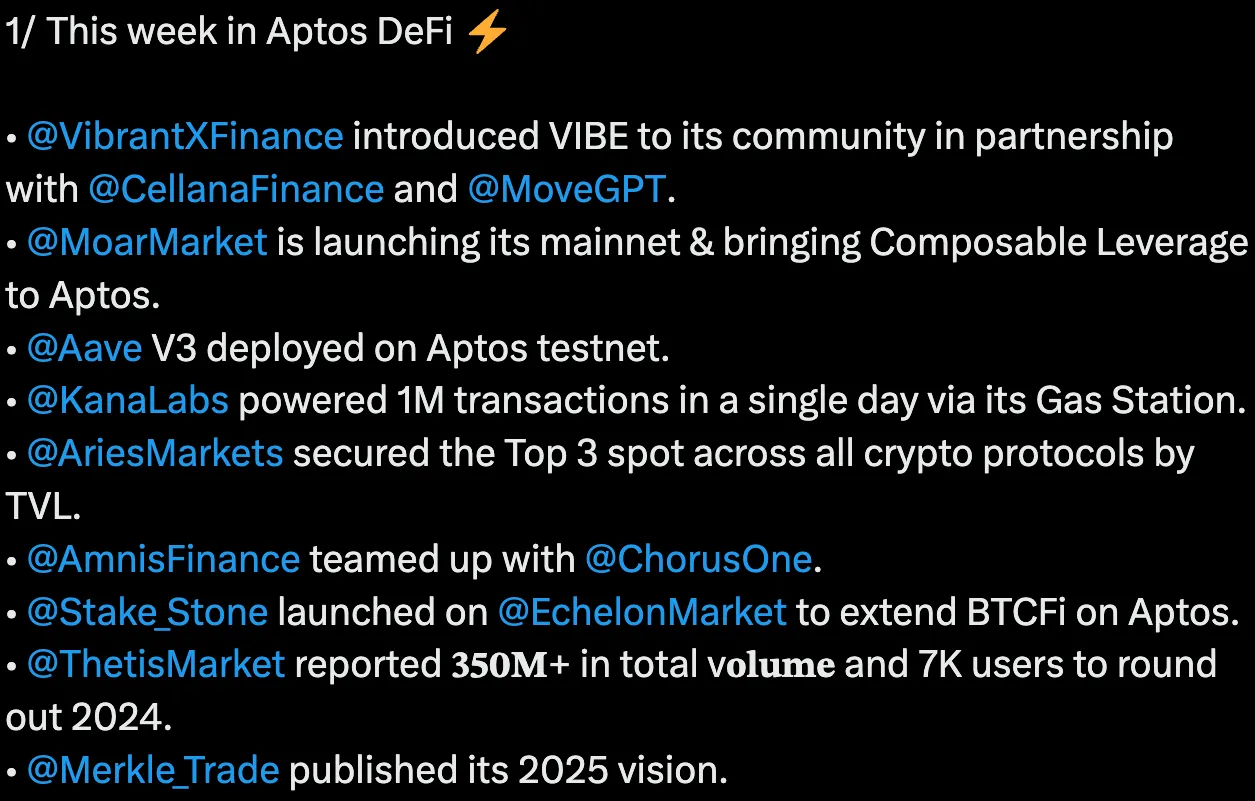 1/ This week in Aptos DeFi ⚡
• @VibrantXFinance introduced VIBE to its community in partnership
with @CellanaFinance and @MoveGPT.
• @MoarMarket is launching its mainnet & bringing Composable Leverage
to Aptos.
• @Aave V3 deployed on Aptos testnet.
• @KanaLabs powered 1M transactions in a single day via its Gas Station.
• @AriesMarkets secured the Top 3 spot across all crypto protocols by
TVL.
• @AmnisFinance teamed up with @ChorusOne.
• @Stake_Stone launched on @EchelonMarket to extend BTCFi on Aptos.
• @ThetisMarket reported 𝟑𝟓𝟎𝐌+ in total v𝐨𝐥𝐮𝐦𝐞 and 7K users to round
out 2024.
• @Merkle_Trade published its 2025 vision.